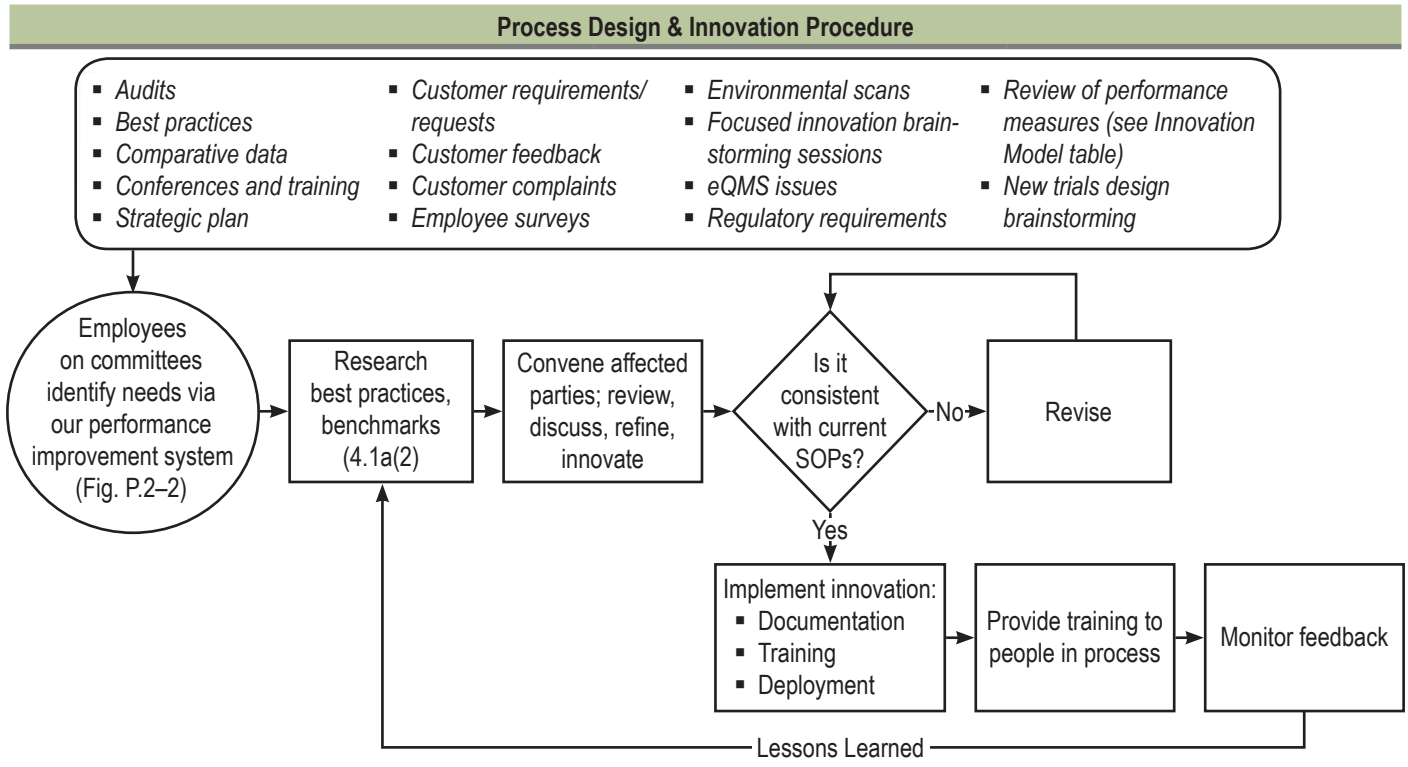 Process Design & Innovation Procedure
▪ Audits
▪ Best practices
▪ Comparative data
▪ Conferences and training
▪ Strategic plan
▪ Customer requirements/
requests
▪ Customer feedback
▪ Customer complaints
▪ Employee surveys
▪ Environmental scans
▪ Focused innovation brain-
storming sessions
▪ eQMS issues
▪ Regulatory requirements
▪ Review of performance
measures (see Innovation
Model table)
▪ New trials design
brainstorming
Employees
on committees
identify needs via
our performance
improvement system
(Fig. P.2–2)
Research
best practices,
benchmarks
(4.1a(2)
Convene affected
parties; review,
discuss, refine,
innovate
Is it
consistent
with current
SOPs?
No
Revise
Yes
Implement innovation:
▪ Documentation
▪ Training
▪ Deployment
Provide training to
people in process
Monitor feedback
Lessons Learned